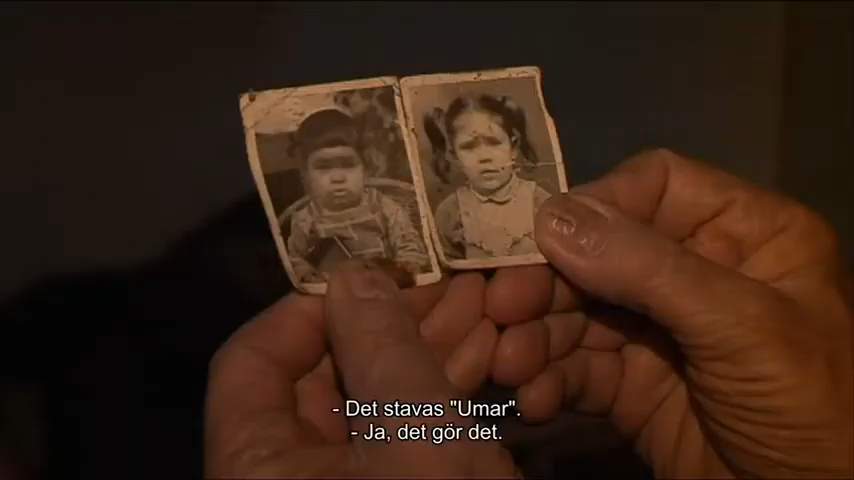 - Det stavas "Umar".
- Ja, det gör det.